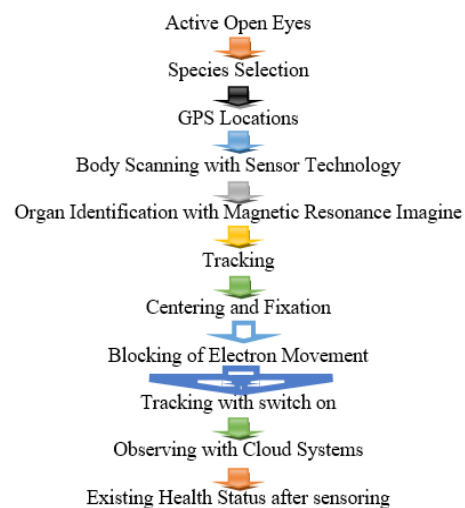 Active Open Eyes
Species Selection
GPS Locations
Body Scanning with Sensor Technology
Organ Identification with Magnetic Resonance Imagine
Tracking
Centering and Fixation
Blocking of Electron Movement
Tracking with switch on
Observing with Cloud Systems
Existing Health Status after sensoring